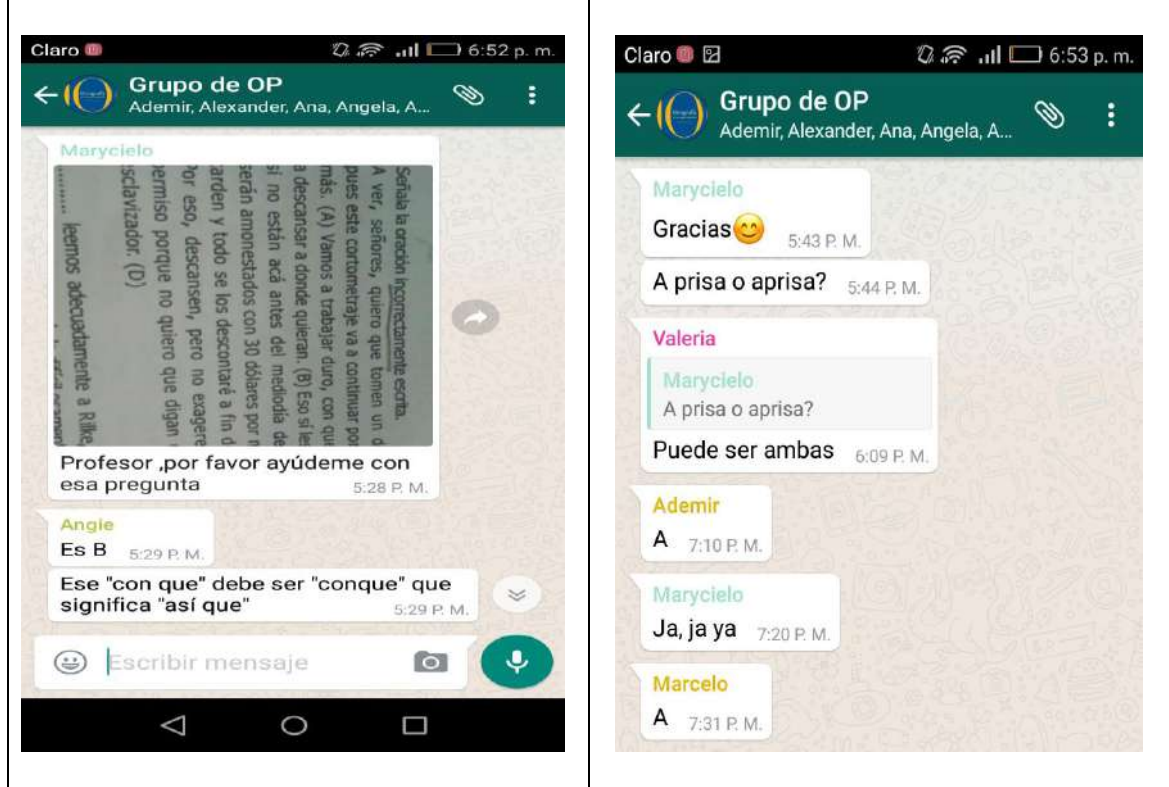 Claro
6:52 p. m.
Grupo de OP
Ademir, Alexander, Ana, Angela, A...
Marycielo
Señala la oración incorrectamente escrita.
A ver, señores, quiero que tomen un d
pues este cortometraje va a continuar por
más. (A) Vamos a trabajar duro, con qu
a descansar a donde quieran. (B) Eso sí le
si no están acá antes del mediodía de
serán amonestados con 30 dólares por
arden y todo se los descontaré a fin d
Por eso, descansen, pero no exagere
permiso porque no quiero que digan
esclavizador. (D)
......... leemos adecuadamente a Rilke,
Profesor ,por favor ayúdeme con
esa pregunta
5:28 P. M.
Angie
Es B 5:29 P. M.
Ese "con que" debe ser "conque" que
significa "así que"
5:29 P. M.
Escribir mensaje
Claro
6:53 p. m.
Grupo de OP
Ademir, Alexander, Ana, Angela, A...
Marycielo
Gracias 5:43 P. M.
A prisa o aprisa? 5:44 P. M.
Valeria
Marycielo
A prisa o aprisa?
Puede ser ambas 6:09 P. M.
Ademir
A 7:10 P. M.
Marycielo
Ja, ja ya 7:20 P. M.
Marcelo
A 7:31 P. M.